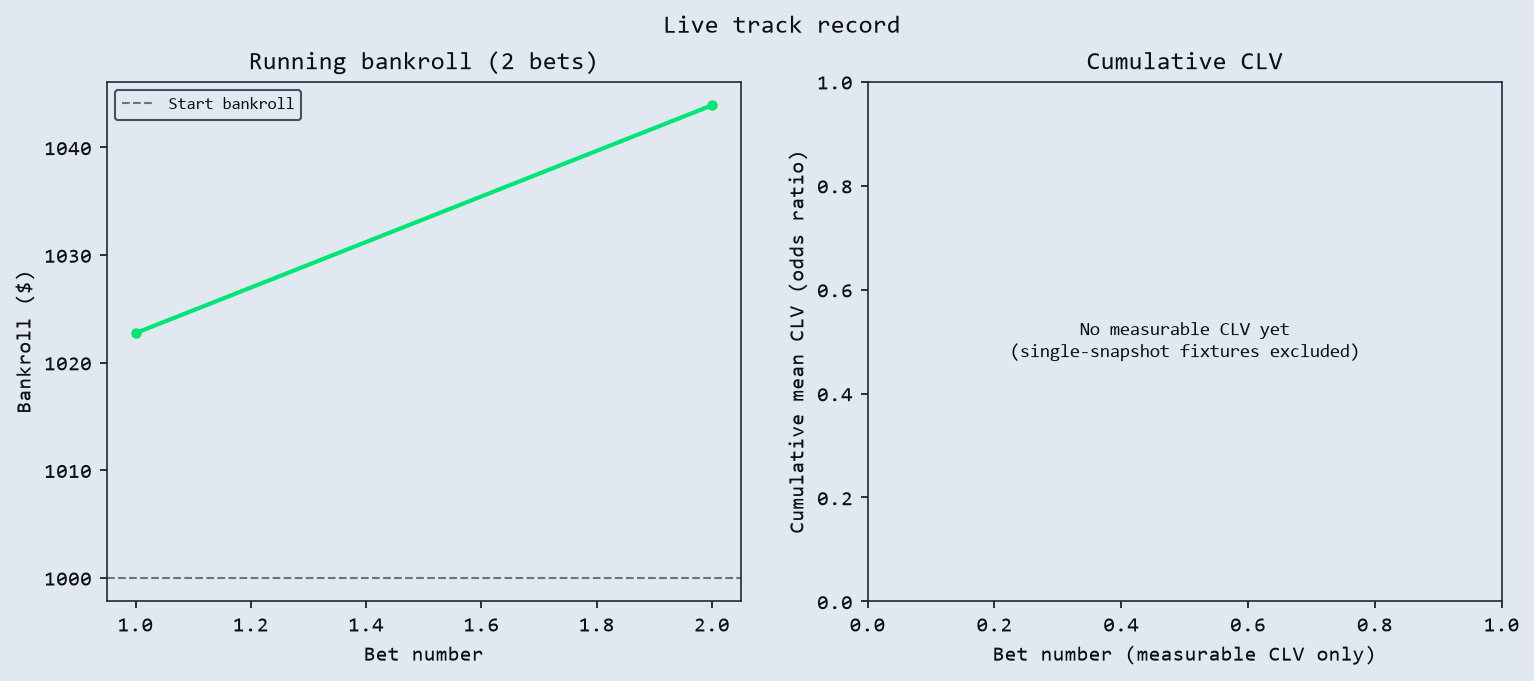 Live track record
Running bankroll (2 bets)
Start bankroll
1040
1030
1020
1010
1000
Bankroll ($)
1.0
1.2
1.4
1.6
1.8
2.0
Bet number
Cumulative CLV
1.0
0.8
0.6
0.4
0.2
0.0
Cumulative mean CLV (odds ratio)
No measurable CLV yet
(single-snapshot fixtures excluded)
0.0
0.2
0.4
0.6
0.8
1.0
Bet number (measurable CLV only)